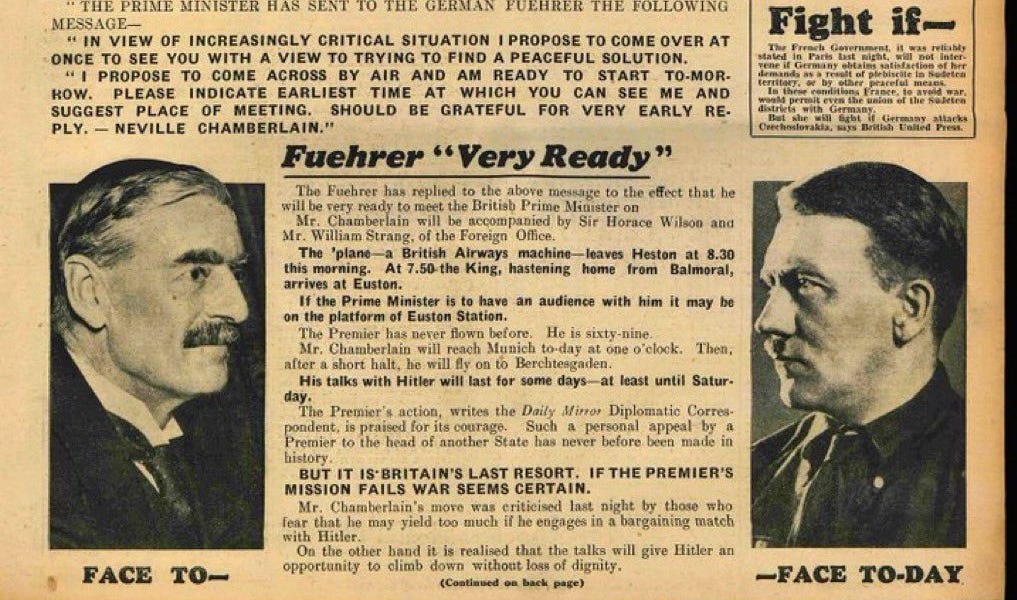 "THE PRIME MINISTER HAS SENT TO THE GERMAN FUEHRER THE FOLLOWING
MESSAGE—
"IN VIEW OF INCREASINGLY CRITICAL SITUATION I PROPOSE TO COME OVER AT
ONCE TO SEE YOU WITH A VIEW TO TRYING TO FIND A PEACEFUL SOLUTION.
"I PROPOSE TO COME ACROSS BY AIR AND AM READY TO START TO-MOR-
ROW. PLEASE INDICATE EARLIEST TIME AT WHICH YOU CAN SEE ME AND
SUGGEST PLACE OF MEETING. SHOULD BE GRATEFUL FOR VERY EARLY RE-
PLY. — NEVILLE CHAMBERLAIN."
Fight if—
The French Government, it was reliably
stated in Paris last night, will not inter-
vene if Germany obtains satisfaction of her
demands as a result of plebiscite in Sudeten
territory, or by other peaceful means.
In these conditions France, to avoid war,
would permit even the union of the Sudeten
districts with Germany.
But she will fight if Germany attacks
Czechoslovakia, says British United Press.
Fuehrer "Very Ready"
The Fuehrer has replied to the above message to the effect that he
will be very ready to meet the British Prime Minister on
Mr. Chamberlain will be accompanied by Sir Horace Wilson and
Mr. William Strang, of the Foreign Office.
The 'plane—a British Airways machine—leaves Heston at 8.30
this morning. At 7.50 the King, hastening home from Balmoral,
arrives at Euston.
If the Prime Minister is to have an audience with him it may be
on the platform of Euston Station.
The Premier has never flown before. He is sixty-nine.
Mr. Chamberlain will reach Munich to-day at one o'clock. Then,
after a short halt, he will fly on to Berchtesgaden.
His talks with Hitler will last for some days—at least until Satur-
day.
The Premier's action, writes the Daily Mirror Diplomatic Corres-
pondent, is praised for its courage. Such a personal appeal by a
Premier to the head of another State has never before been made in
history.
BUT IT IS BRITAIN'S LAST RESORT. IF THE PREMIER'S
MISSION FAILS WAR SEEMS CERTAIN.
Mr. Chamberlain's move was criticised last night by those who
fear that he may yield too much if he engages in a bargaining match
with Hitler.
On the other hand it is realised that the talks will give Hitler an
opportunity to climb down without loss of dignity.
(Continued on back page)
FACE TO—
—FACE TO-DAY